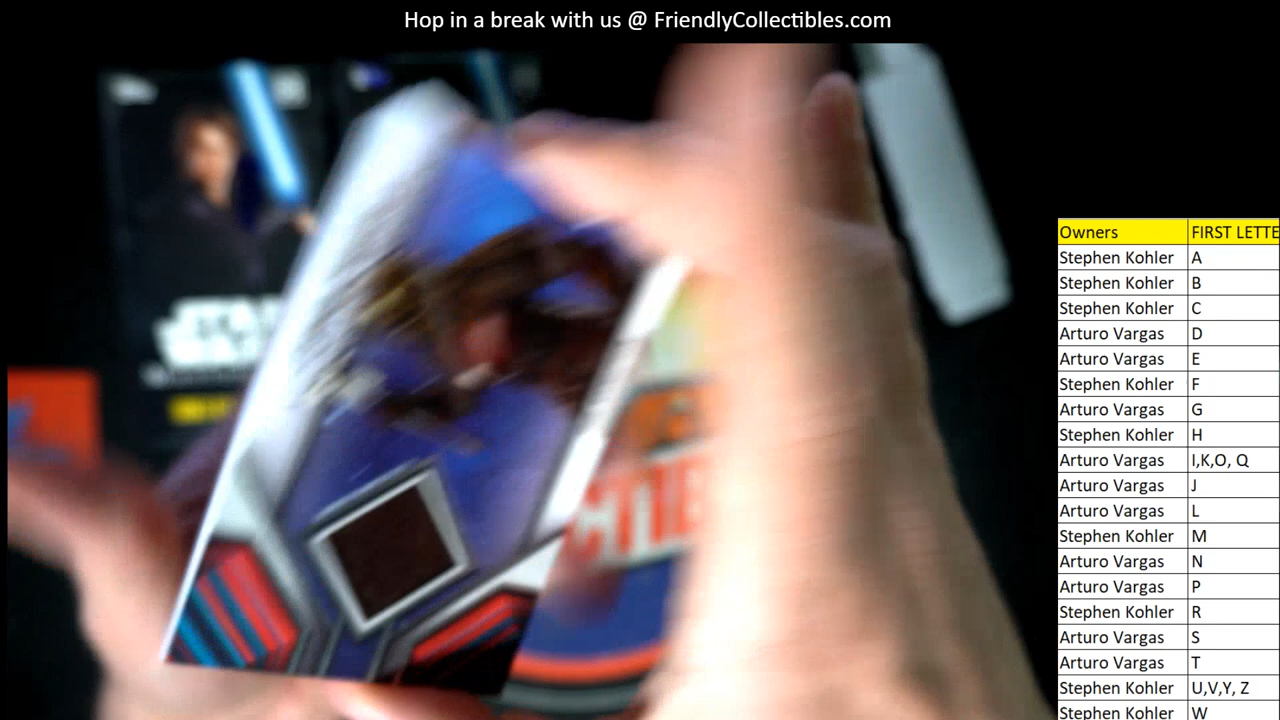 Hop in a break with us @ FriendlyCollectibles.com
Owners FIRST LETTE
Stephen Kohler A
Stephen Kohler B
Stephen Kohler C
Arturo Vargas D
Arturo Vargas E
Stephen Kohler F
Arturo Vargas G
Stephen Kohler H
Arturo Vargas I,K,O, Q
Arturo Vargas J
Arturo Vargas L
Stephen Kohler M
Arturo Vargas N
Arturo Vargas P
Stephen Kohler R
Arturo Vargas S
Arturo Vargas T
Stephen Kohler U,V,Y, Z
Stephen Kohler W